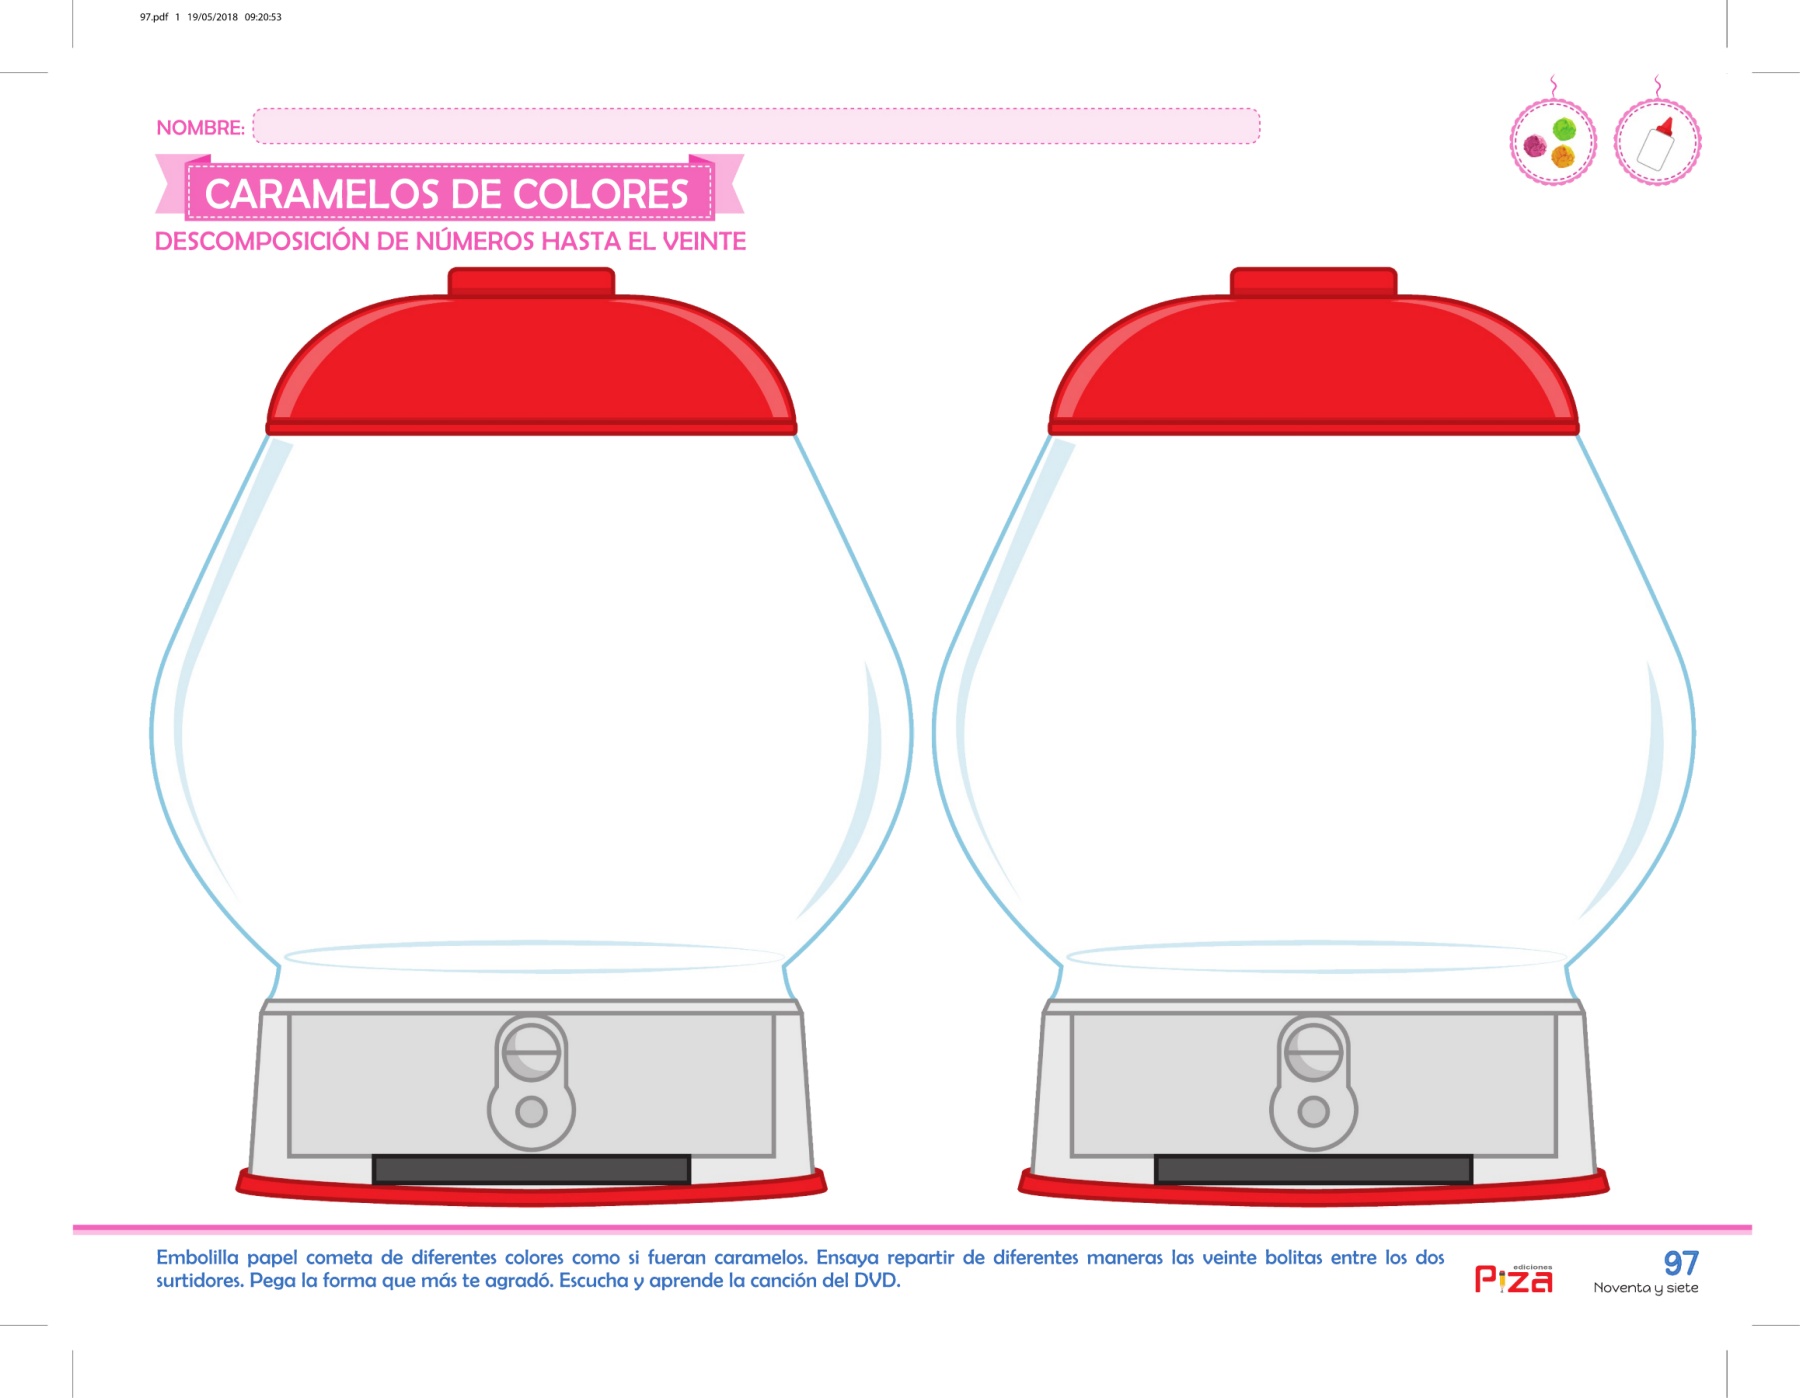 97.pdf 1 19/05/2018 09:20:53
NOMBRE:
CARAMELOS DE COLORES
DESCOMPOSICIÓN DE NÚMEROS HASTA EL VEINTE
Embolilla papel cometa de diferentes colores como si fueran caramelos. Ensaya repartir de diferentes maneras las veinte bolitas entre los dos
surtidores. Pega la forma que más te agradó. Escucha y aprende la canción del DVD.
ediciones
Piza
97
Noventa y siete